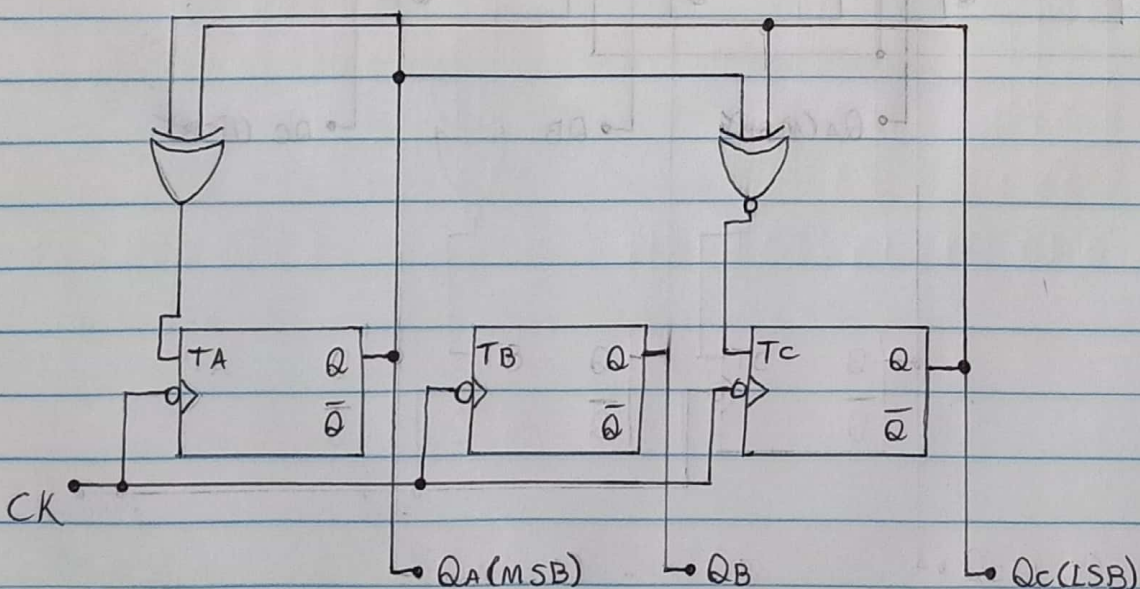 TA Q
Q̅
TB Q
Q̅
TC Q
Q̅
CK
QA(MSB)
QB
QC(LSB)